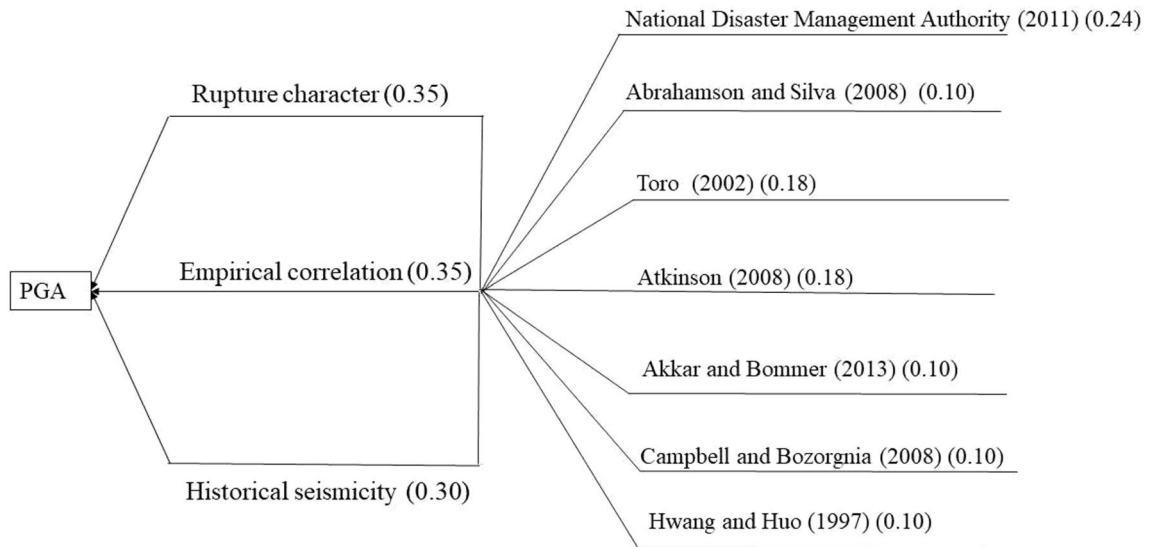 National Disaster Management Authority (2011) (0.24)
Rupture character (0.35)
Abrahamson and Silva (2008) (0.10)
Toro (2002) (0.18)
PGA
Empirical correlation (0.35)
Atkinson (2008) (0.18)
Akkar and Bommer (2013) (0.10)
Campbell and Bozorgnia (2008) (0.10)
Historical seismicity (0.30)
Hwang and Huo (1997) (0.10)